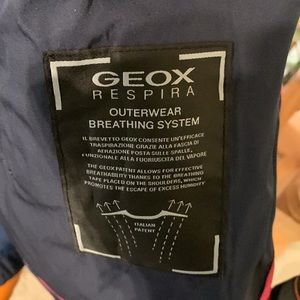 GEOX
RESPIRA
OUTERWEAR
BREATHING SYSTEM
IL BREVETTO GEOX CONSENTE UN'EFFICACE
TRASPIRAZIONE GRAZIE ALLA FASCIA DI
AERAZIONE POSTA SULLE SPALLE,
FUNZIONALE ALLA FUORIUSCITA DEL VAPORE
THE GEOX PATENT ALLOWS FOR EFFECTIVE
BREATHABILITY THANKS TO THE BREATHING
TAPE PLACED ON THE SHOULDERS, WHICH
PROMOTES THE ESCAPE OF EXCESS HUMIDITY
ITALIAN
PATENT